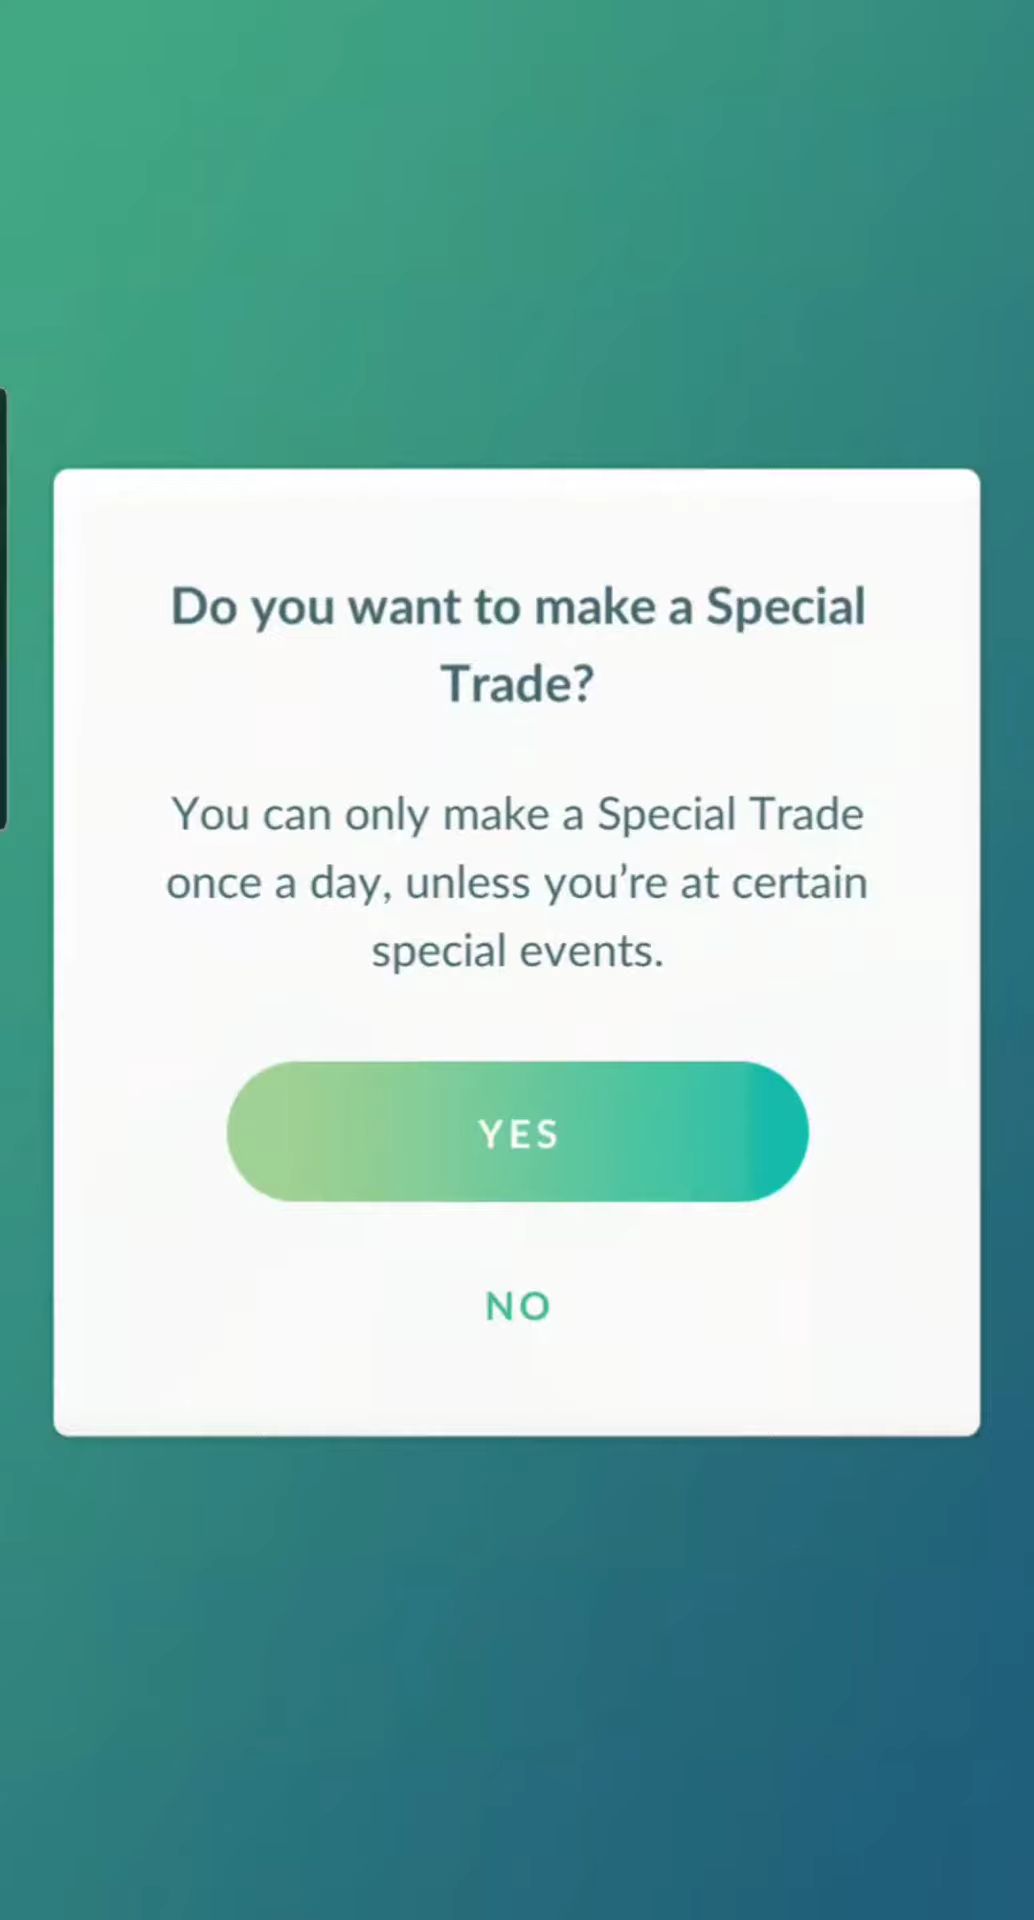 Do you want to make a Special
Trade?
You can only make a Special Trade
once a day, unless you’re at certain
special events.
YES
NO